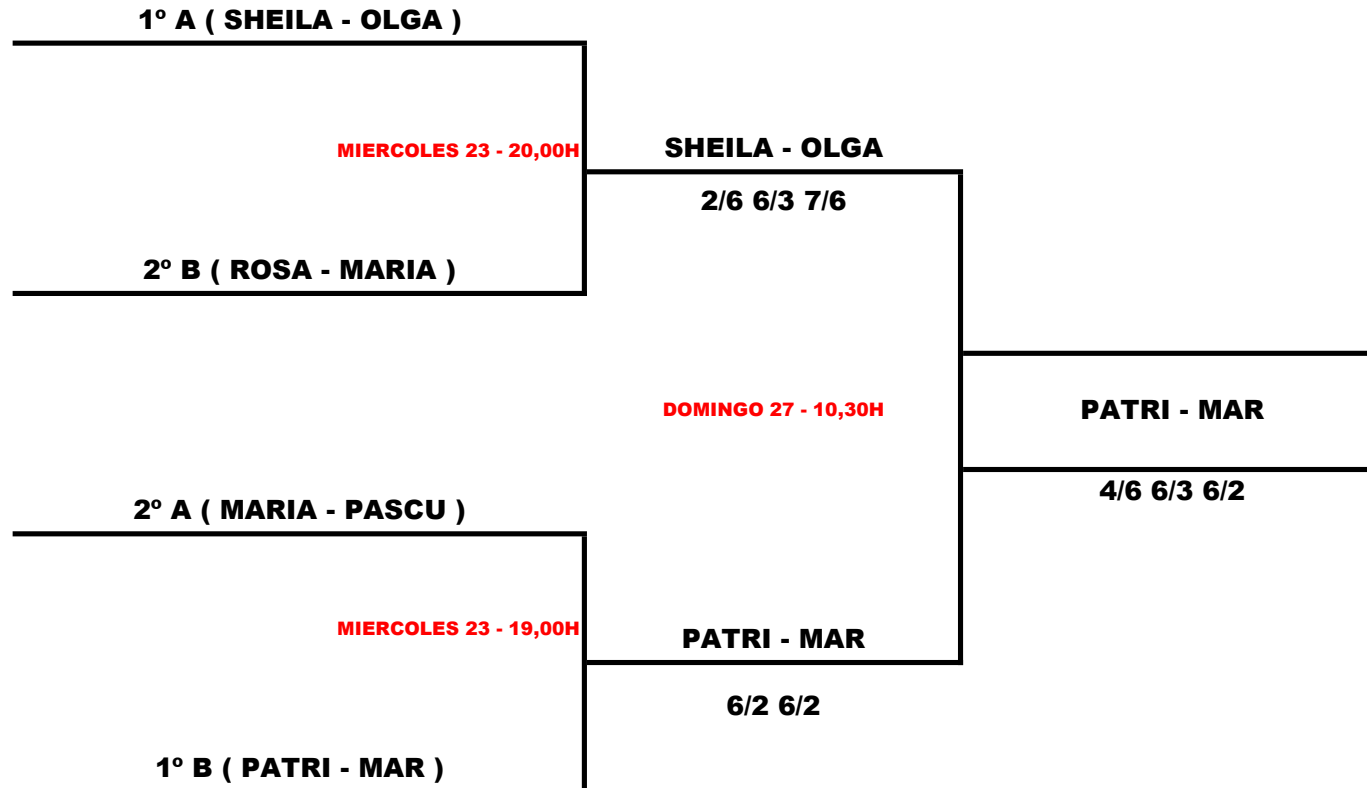 1º A ( SHEILA - OLGA )
MIERCOLES 23 - 20,00H
SHEILA - OLGA
2/6 6/3 7/6
2º B ( ROSA - MARIA )
DOMINGO 27 - 10,30H
PATRI - MAR
4/6 6/3 6/2
2º A ( MARIA - PASCU )
MIERCOLES 23 - 19,00H
PATRI - MAR
6/2 6/2
1º B ( PATRI - MAR )